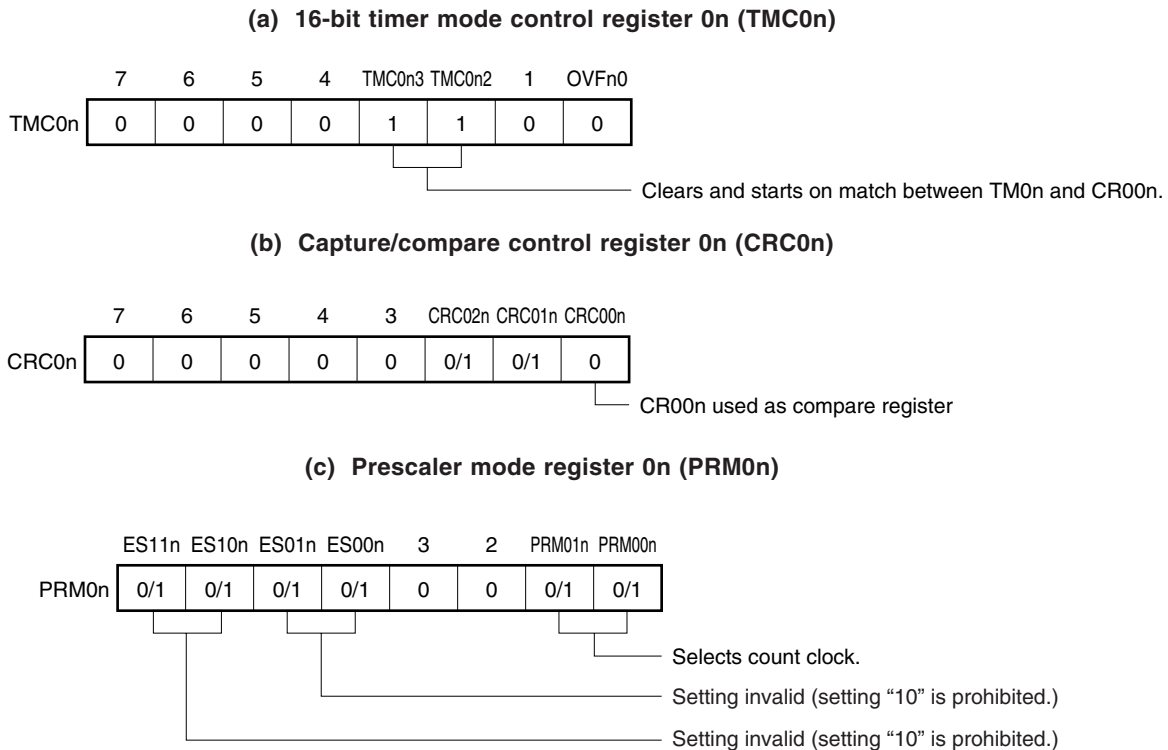 (a) 16-bit timer mode control register 0n (TMC0n)
7 6 5 4 TMC0n3 TMC0n2 1 OVFn0
TMC0n 0 0 0 0 1 1 0 0
Clears and starts on match between TM0n and CR00n.
(b) Capture/compare control register 0n (CRC0n)
7 6 5 4 3 CRC02n CRC01n CRC00n
CRC0n 0 0 0 0 0 0/1 0/1 0
CR00n used as compare register
(c) Prescaler mode register 0n (PRM0n)
ES11n ES10n ES01n ES00n 3 2 PRM01n PRM00n
PRM0n 0/1 0/1 0/1 0/1 0 0 0/1 0/1
Selects count clock.
Setting invalid (setting “10” is prohibited.)
Setting invalid (setting “10” is prohibited.)